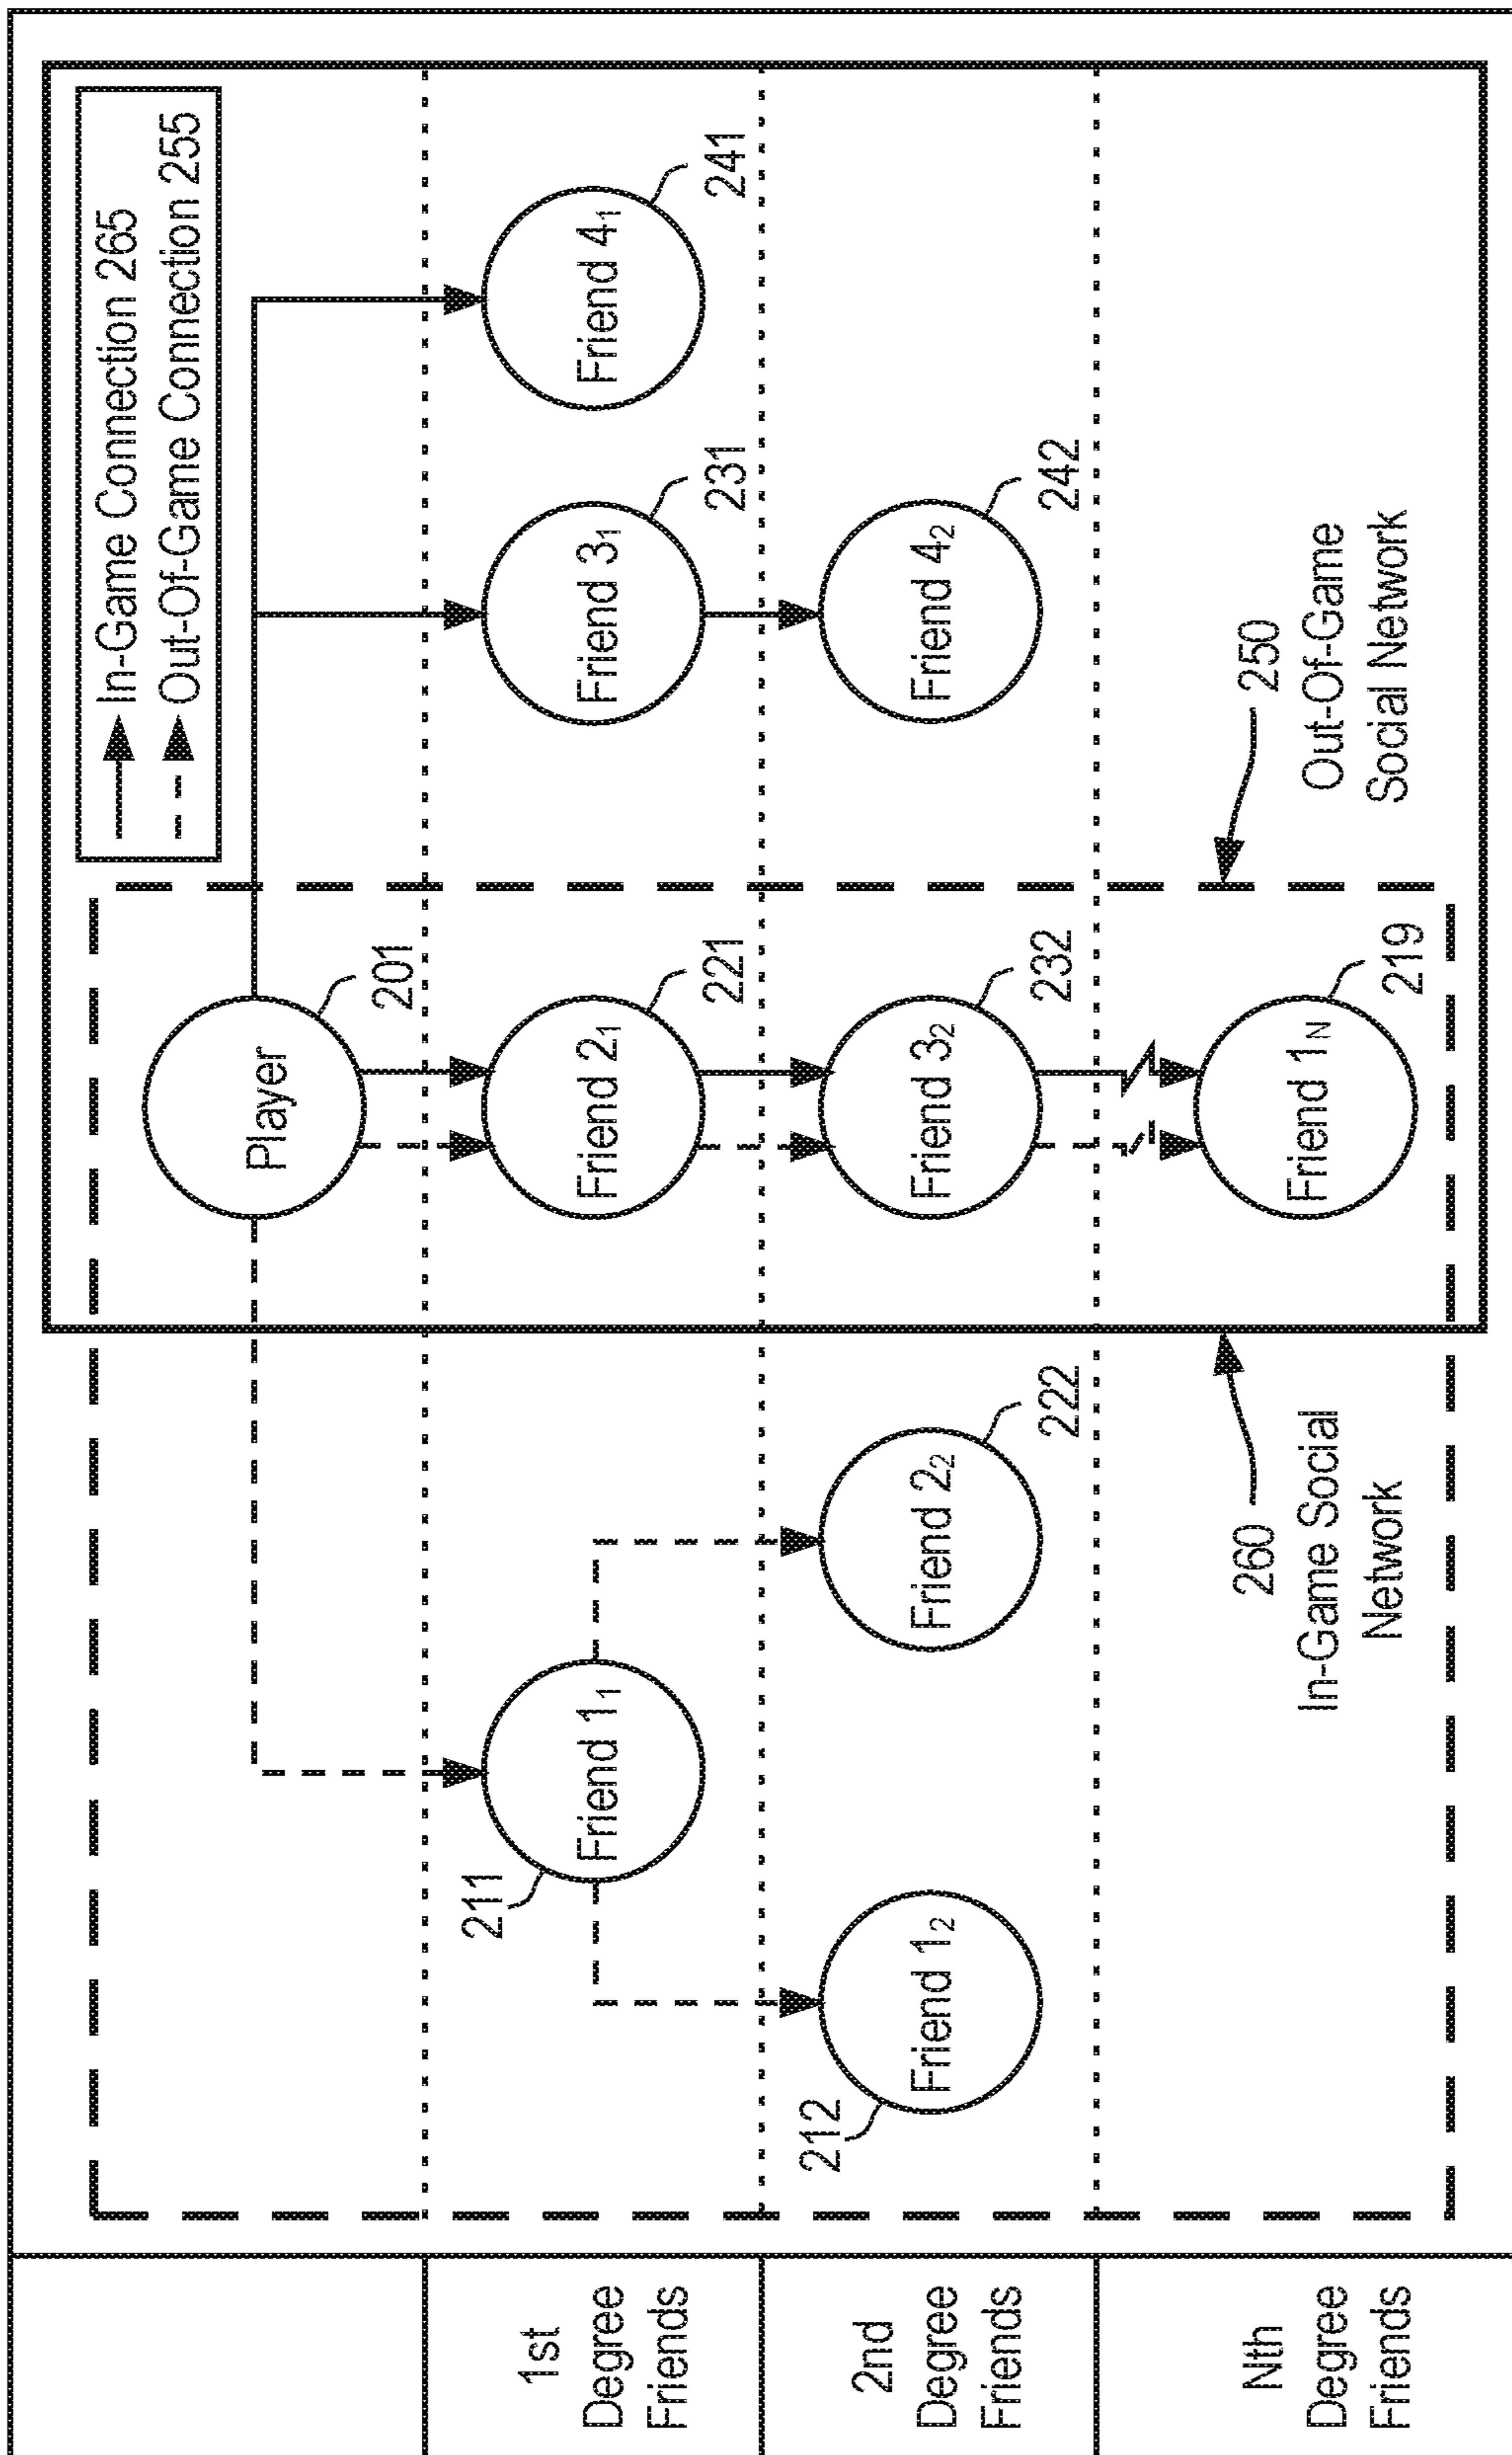 In-Game Connection 265
Out-Of-Game Connection 255
Player
201
1st
Degree
Friends
211
Friend 1₁
Friend 2₁
221
Friend 3₁
231
Friend 4₁
241
2nd
Degree
Friends
212
Friend 1₂
Friend 2₂
222
Friend 3₂
232
Friend 4₂
242
Nth
Degree
Friends
260
In-Game Social
Network
Friend 1N
219
250
Out-Of-Game
Social Network